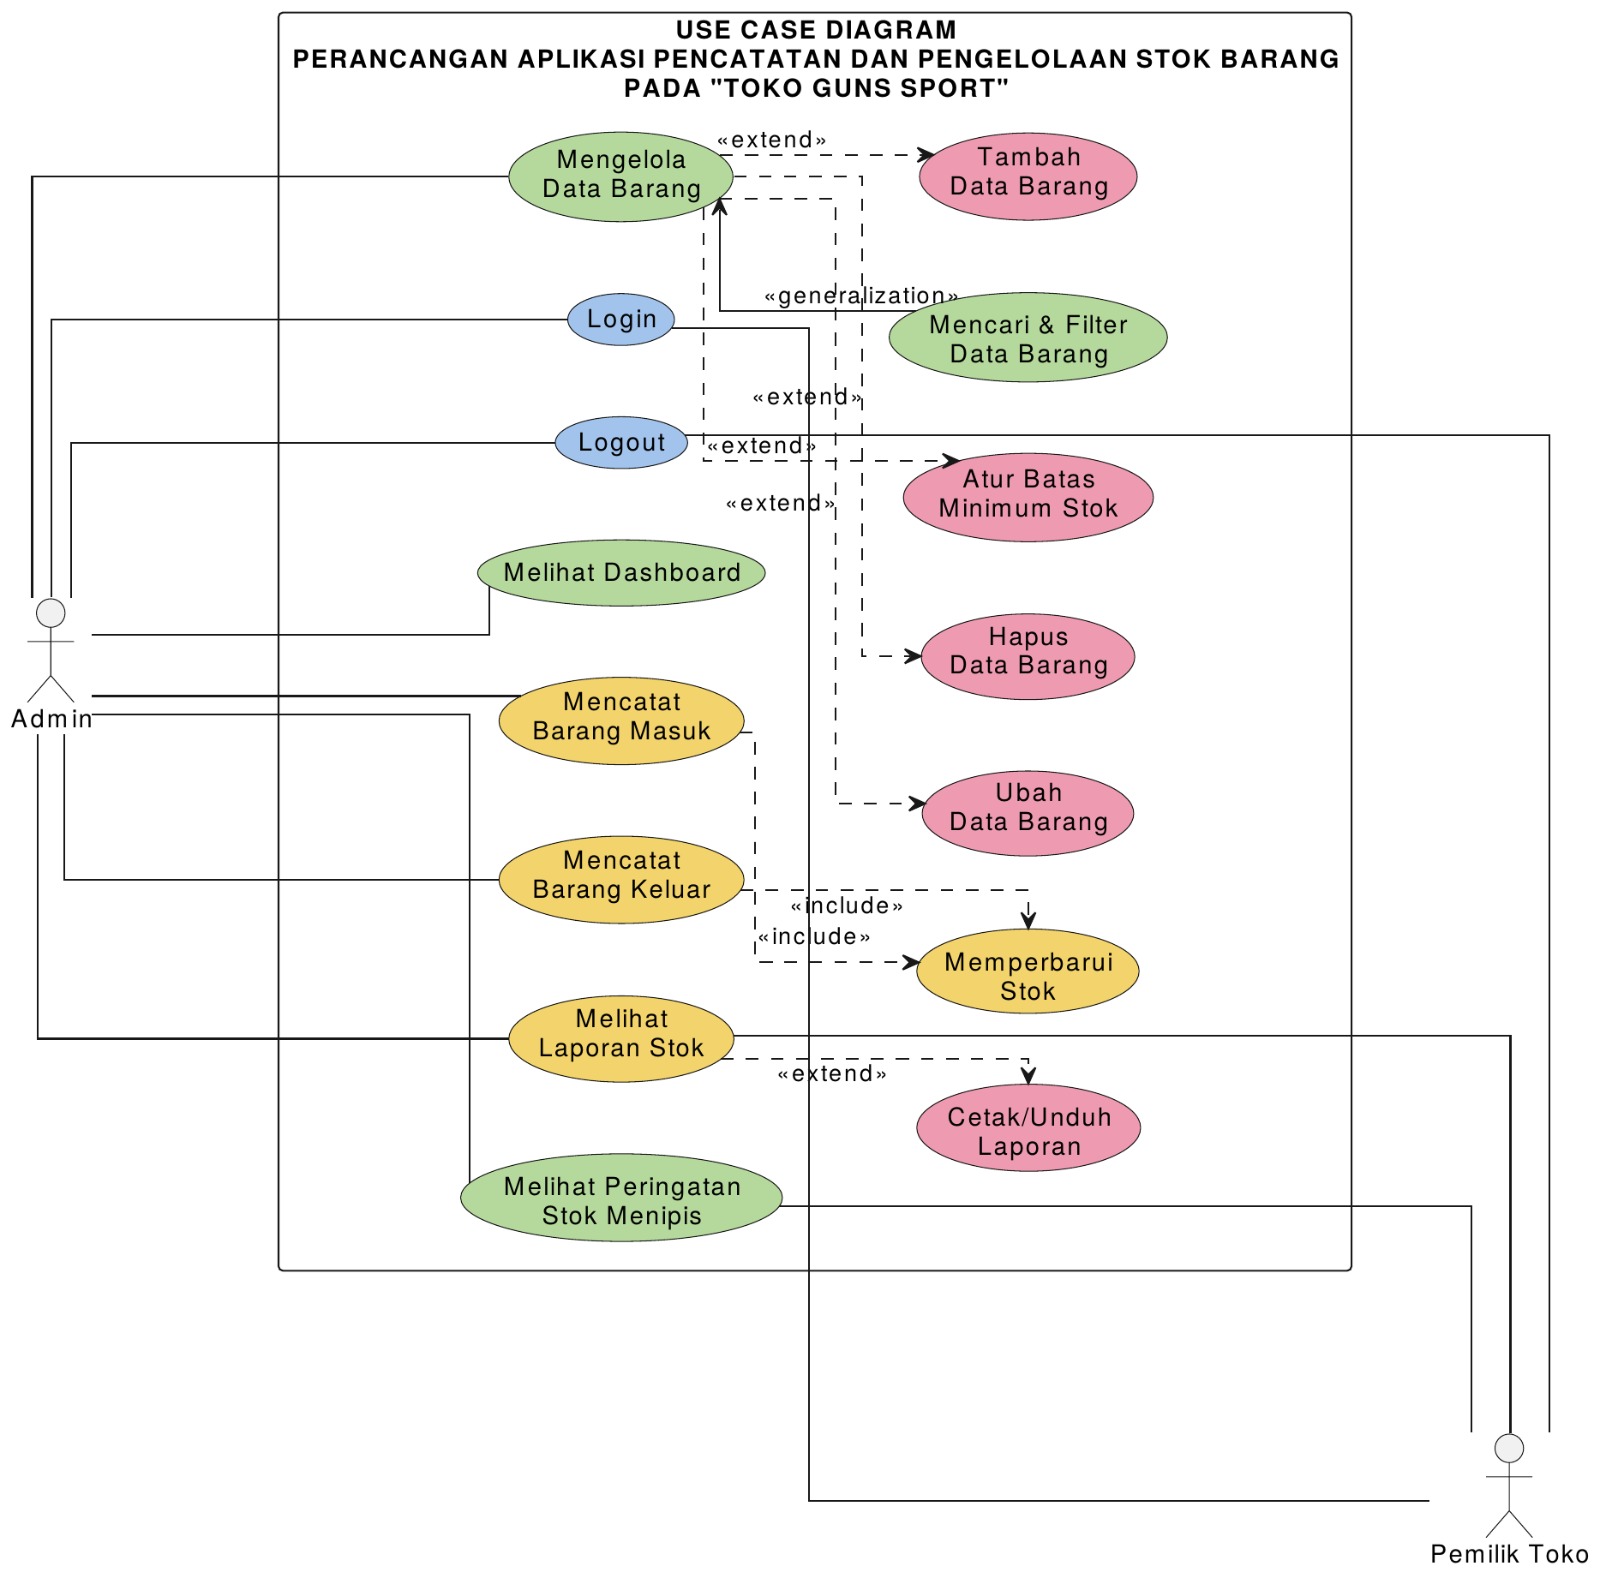 USE CASE DIAGRAM
PERANCANGAN APLIKASI PENCATATAN DAN PENGELOLAAN STOK BARANG
PADA "TOKO GUNS SPORT"
«extend»
Mengelola
Data Barang
Tambah
Data Barang
«generalization»
Login
Mencari & Filter
Data Barang
«extend»
Logout
«extend»
Atur Batas
Minimum Stok
«extend»
Melihat Dashboard
Hapus
Data Barang
Admin
Mencatat
Barang Masuk
Ubah
Data Barang
Mencatat
Barang Keluar
«include»
«include»
Memperbarui
Stok
Melihat
Laporan Stok
«extend»
Cetak/Unduh
Laporan
Melihat Peringatan
Stok Menipis
Pemilik Toko